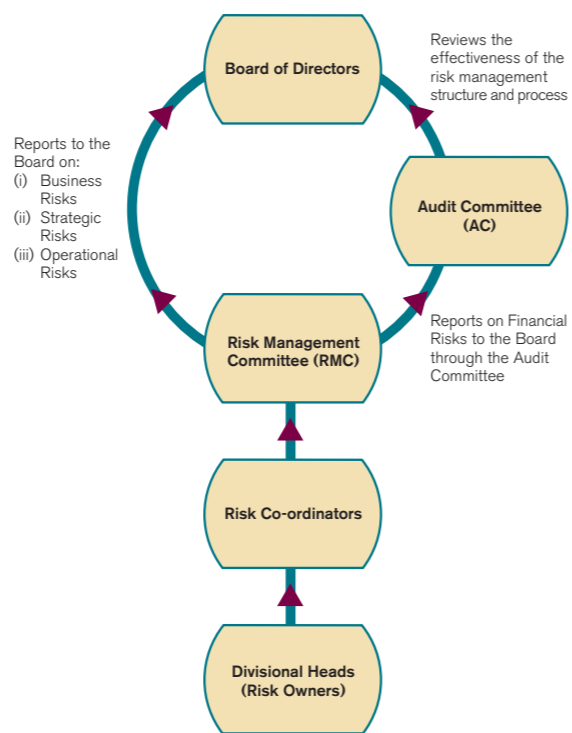 Board of Directors
Reviews the
effectiveness of the
risk management
structure and process
Reports to the
Board on:
(i) Business
Risks
(ii) Strategic
Risks
(iii) Operational
Risks
Audit Committee
(AC)
Risk Management
Committee (RMC)
Reports on Financial
Risks to the Board
through the Audit
Committee
Risk Co-ordinators
Divisional Heads
(Risk Owners)